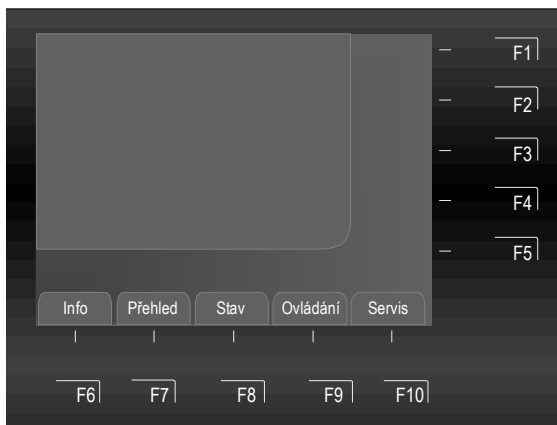 F1
F2
F3
F4
F5
Info Přehled Stav Ovládání Servis
F6 F7 F8 F9 F10